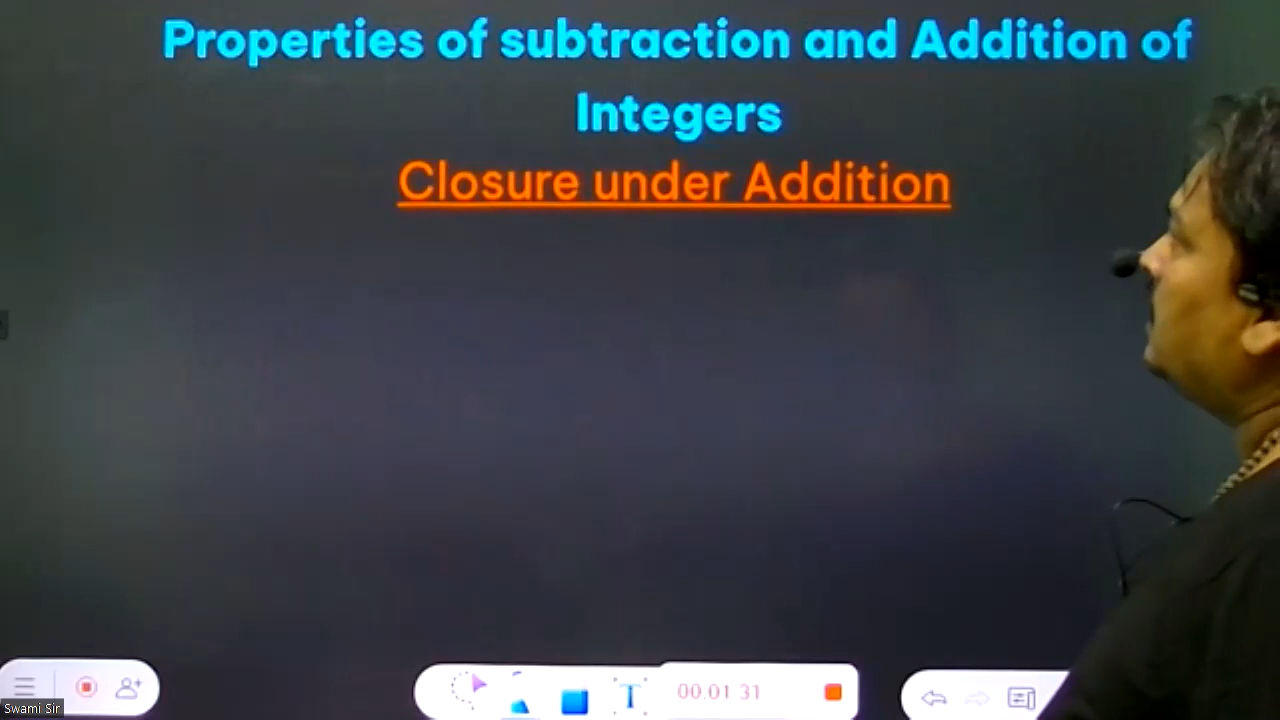 Properties of subtraction and Addition of
Integers
Closure under Addition
00:01 31
Swami Sir